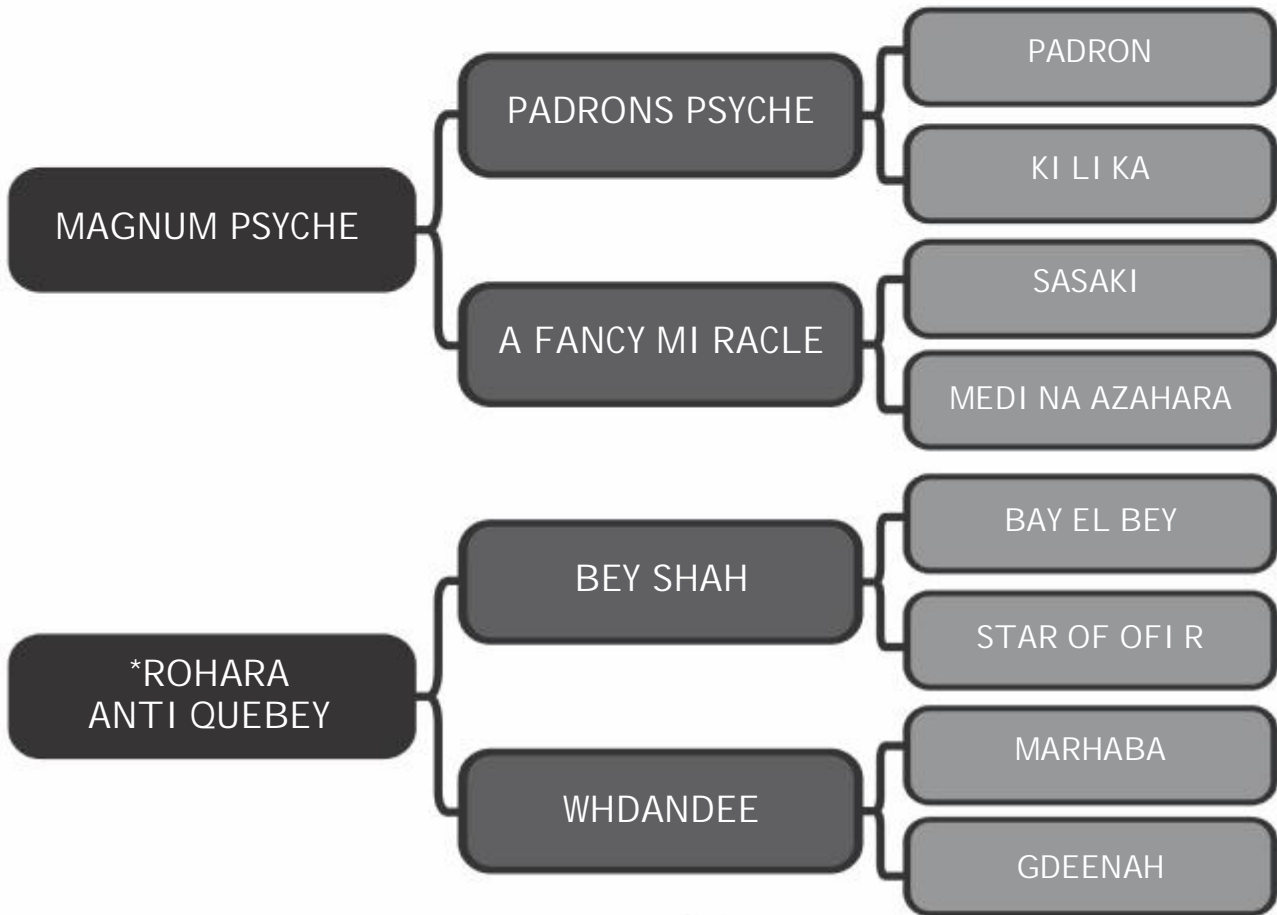 PADRON
PADRONS PSYCHE
KI LI KA
MAGNUM PSYCHE
SASAKI
A FANCY MI RACLE
MEDI NA AZAHARA
BAY EL BEY
BEY SHAH
STAR OF OFI R
*ROHARA
ANTI QUEBEY
MARHABA
WHDANDEE
GDEENAH